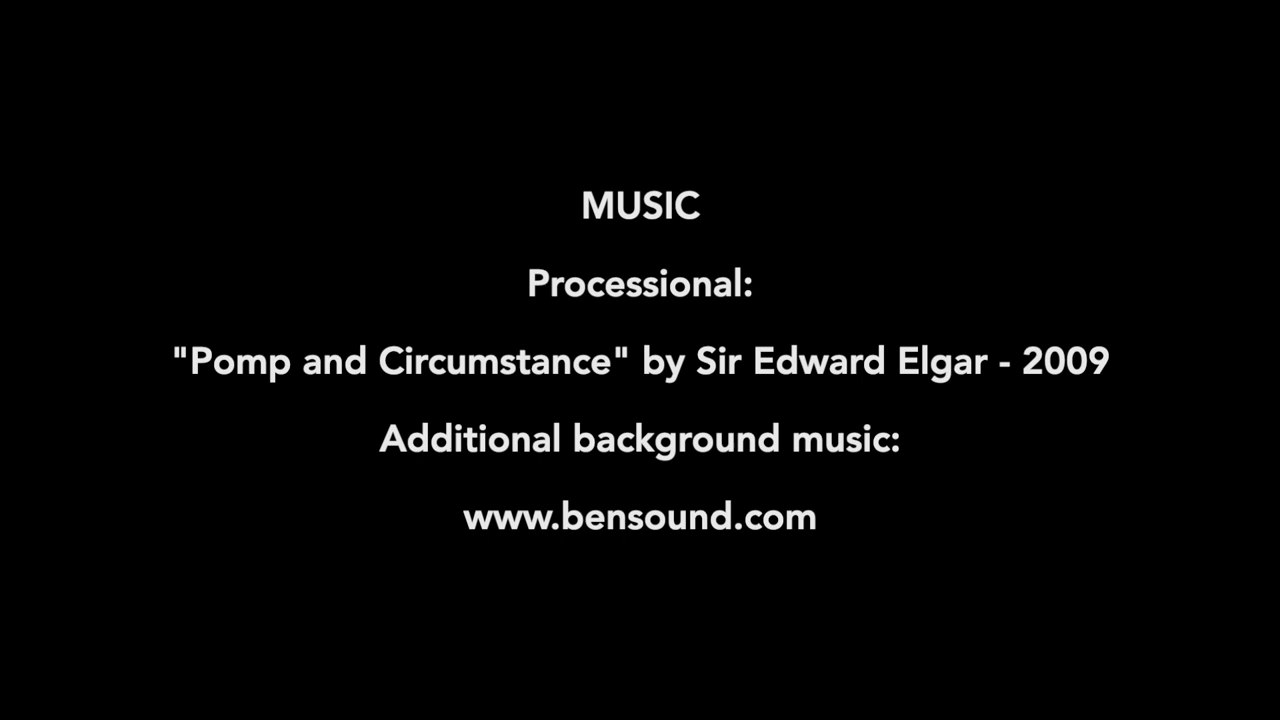 MUSIC
Processional:
"Pomp and Circumstance" by Sir Edward Elgar - 2009
Additional background music:
www.bensound.com